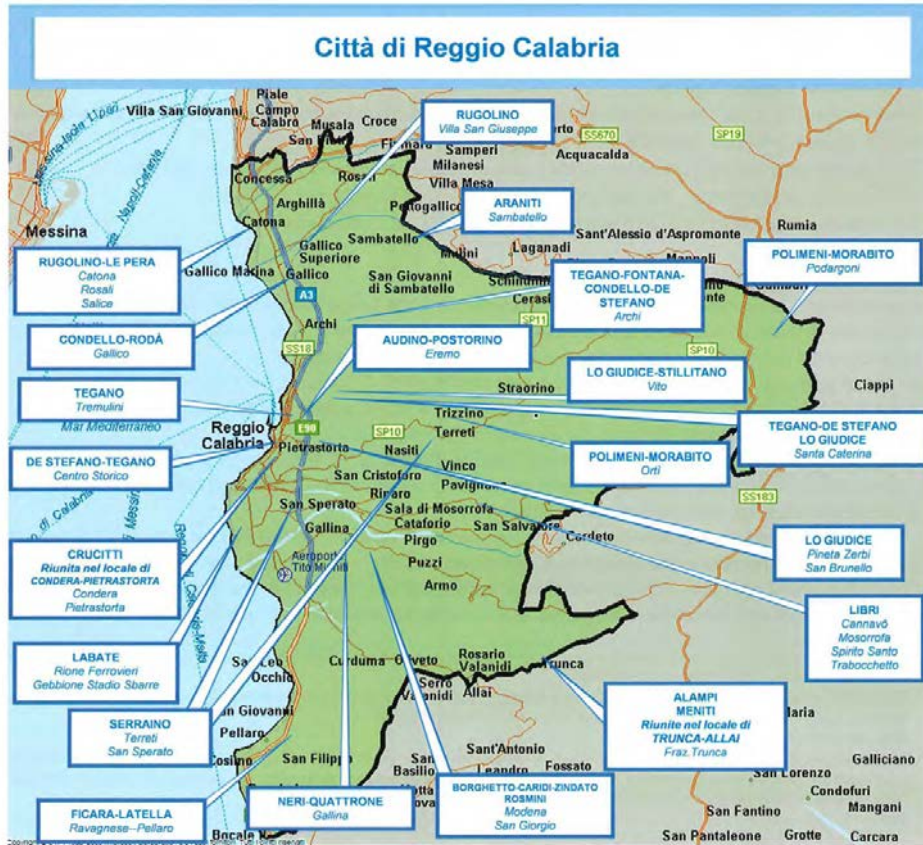 Città di Reggio Calabria
Piale
Villa San Giovanni
Campo
Calabro
Musala
Croce
RUGOLINO
Villa San Giuseppe
SS670
SP19
Acquacalda
Samperi
Milanesi
Villa Mesa
Concessa
Rosali
Arghillà
Catona
ARANITI
Sambatello
Sambatello
Rumia
Messina
Sant'Alessio d'Aspromonte
Laganadi
RUGOLINO-LE PERA
Catona
Rosali
Salice
Gallico
Superiore
Gallico Marina
Gallico
San Giovanni
di Sambatello
TEGANO-FONTANA-
CONDELLO-DE
STEFANO
Archi
POLIMENI-MORABITO
Podargoni
A3
Archi
SP11
CONDELLO-RODÀ
Gallico
SS18
AUDINO-POSTORINO
Eremo
SP10
LO GIUDICE-STILLITANO
Vito
Ciappi
TEGANO
Tremulini
Mar Mediterraneo
Straorino
Trizzino
Terreti
Reggio
Calabria
E90
SP10
Pietrastorta
Nasiti
TEGANO-DE STEFANO
LO GIUDICE
Santa Caterina
DE STEFANO-TEGANO
Centro Storico
POLIMENI-MORABITO
Ortì
Vinco
San Cristoforo
SS183
San Sperato
Sala di Mosorrofa
Cataforio
San Salvatore
Gallina
Pirgo
Puzzi
Armo
CRUCITTI
Riunita nel locale di
CONDERA-PIETRASTORTA
Condera
Pietrastorta
LO GIUDICE
Pineta Zerbi
San Brunello
LIBRI
Cannavò
Mosorrofa
Spirito Santo
Trabocchetto
LABATE
Rione Ferrovieri
Gebbione Stadio Sbarre
Curduma
Oliveto
Rosario
Valanidi
Trunca
Serro
Allai
SERRAINO
Terreti
San Sperato
ALAMPI
MENITI
Riunite nel locale di
TRUNCA-ALLAI
Fraz.Trunca
Pellaro
San Filippo
Sant'Antonio
Basilio
Leandro
Fossato
Galliciano
San Lorenzo
Condofuri
Mangani
FICARA-LATELLA
Ravagnese--Pellaro
NERI-QUATTRONE
Gallina
BORGHETTO-CARIDI-ZINDATO
ROSMINI
Modena
San Giorgio
San Fantino
San Pantaleone
Grotte
Carcara
Bocale